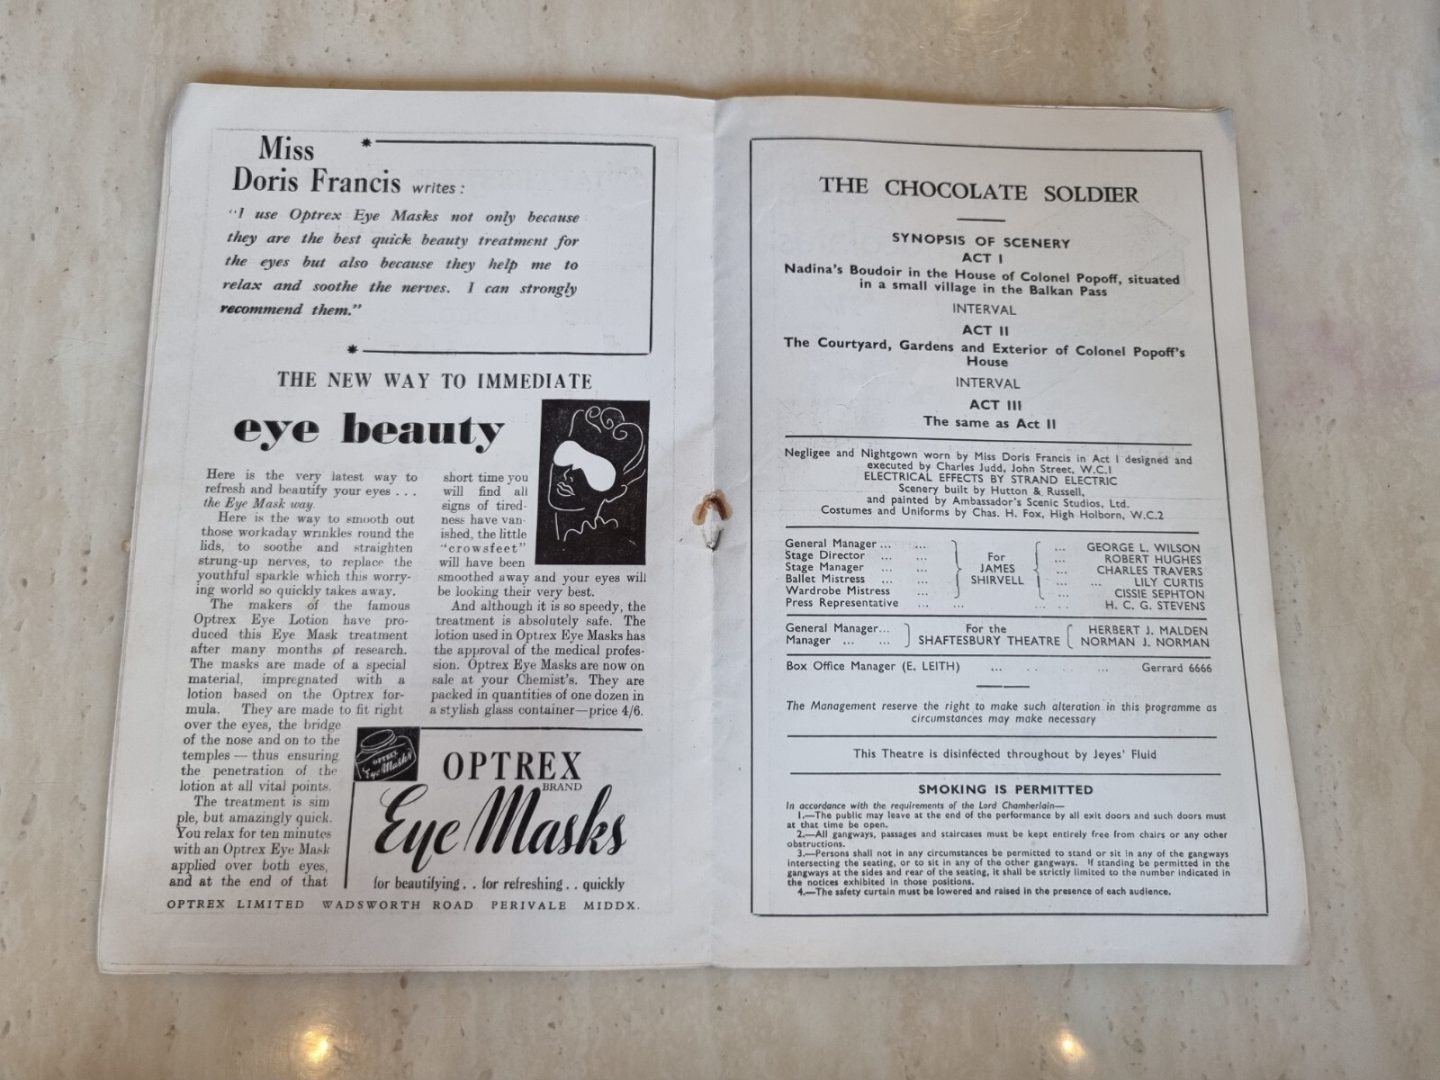 Miss
Doris Francis writes :
"I use Optrex Eye Masks not only because
they are the best quick beauty treatment for
the eyes but also because they help me to
relax and soothe the nerves. I can strongly
recommend them."
THE NEW WAY TO IMMEDIATE
eye beauty
Here is the very latest way to
refresh and beautify your eyes . . .
the Eye Mask way.
Here is the way to smooth out
those workaday wrinkles round the
lids, to soothe and straighten
strung-up nerves, to replace the
youthful sparkle which this worry-
ing world so quickly takes away.
The makers of the famous
Optrex Eye Lotion have pro-
duced this Eye Mask treatment
after many months of research.
The masks are made of a special
material, impregnated with a
lotion based on the Optrex for-
mula. They are made to fit right
over the eyes, the bridge
of the nose and on to the
temples — thus ensuring
the penetration of the
lotion at all vital points.
The treatment is sim
ple, but amazingly quick.
You relax for ten minutes
with an Optrex Eye Mask
applied over both eyes,
and at the end of that
short time you
will find all
signs of tired-
ness have van-
ished, the little
"crowsfeet"
will have been
smoothed away and your eyes will
be looking their very best.
And although it is so speedy, the
treatment is absolutely safe. The
lotion used in Optrex Eye Masks has
the approval of the medical profes-
sion. Optrex Eye Masks are now on
sale at your Chemist's. They are
packed in quantities of one dozen in
a stylish glass container—price 4/6.
OPTREX
Eye Masks
OPTREX
BRAND
Eye Masks
for beautifying . . for refreshing . . quickly
OPTREX LIMITED WADSWORTH ROAD PERIVALE MIDDX.
THE CHOCOLATE SOLDIER
SYNOPSIS OF SCENERY
ACT I
Nadina's Boudoir in the House of Colonel Popoff, situated
in a small village in the Balkan Pass
INTERVAL
ACT II
The Courtyard, Gardens and Exterior of Colonel Popoff's
House
INTERVAL
ACT III
The same as Act II
Negligee and Nightgown worn by Miss Doris Francis in Act I designed and
executed by Charles Judd, John Street, W.C.1
ELECTRICAL EFFECTS BY STRAND ELECTRIC
Scenery built by Hutton & Russell,
and painted by Ambassador's Scenic Studios, Ltd.
Costumes and Uniforms by Chas. H. Fox, High Holborn, W.C.2
General Manager ... ... For ... GEORGE L. WILSON
Stage Director ... ... JAMES ... ROBERT HUGHES
Stage Manager ... ... SHIRVELL ... CHARLES TRAVERS
Ballet Mistress ... ... ... ... LILY CURTIS
Wardrobe Mistress ... ... CISSIE SEPHTON
Press Representative ... ... ... ... H. C. G. STEVENS
General Manager... For the HERBERT J. MALDEN
Manager ... ... SHAFTESBURY THEATRE NORMAN J. NORMAN
Box Office Manager (E. LEITH) ... ... ... Gerrard 6666
The Management reserve the right to make such alteration in this programme as
circumstances may make necessary
This Theatre is disinfected throughout by Jeyes' Fluid
SMOKING IS PERMITTED
In accordance with the requirements of the Lord Chamberlain—
1.—The public may leave at the end of the performance by all exit doors and such doors must
at that time be open.
2.—All gangways, passages and staircases must be kept entirely free from chairs or any other
obstructions.
3.—Persons shall not in any circumstances be permitted to stand or sit in any of the gangways
intersecting the seating, or to sit in any of the other gangways. If standing be permitted in the
gangways at the sides and rear of the seating, it shall be strictly limited to the number indicated in
the notices exhibited in those positions.
4.—The safety curtain must be lowered and raised in the presence of each audience.